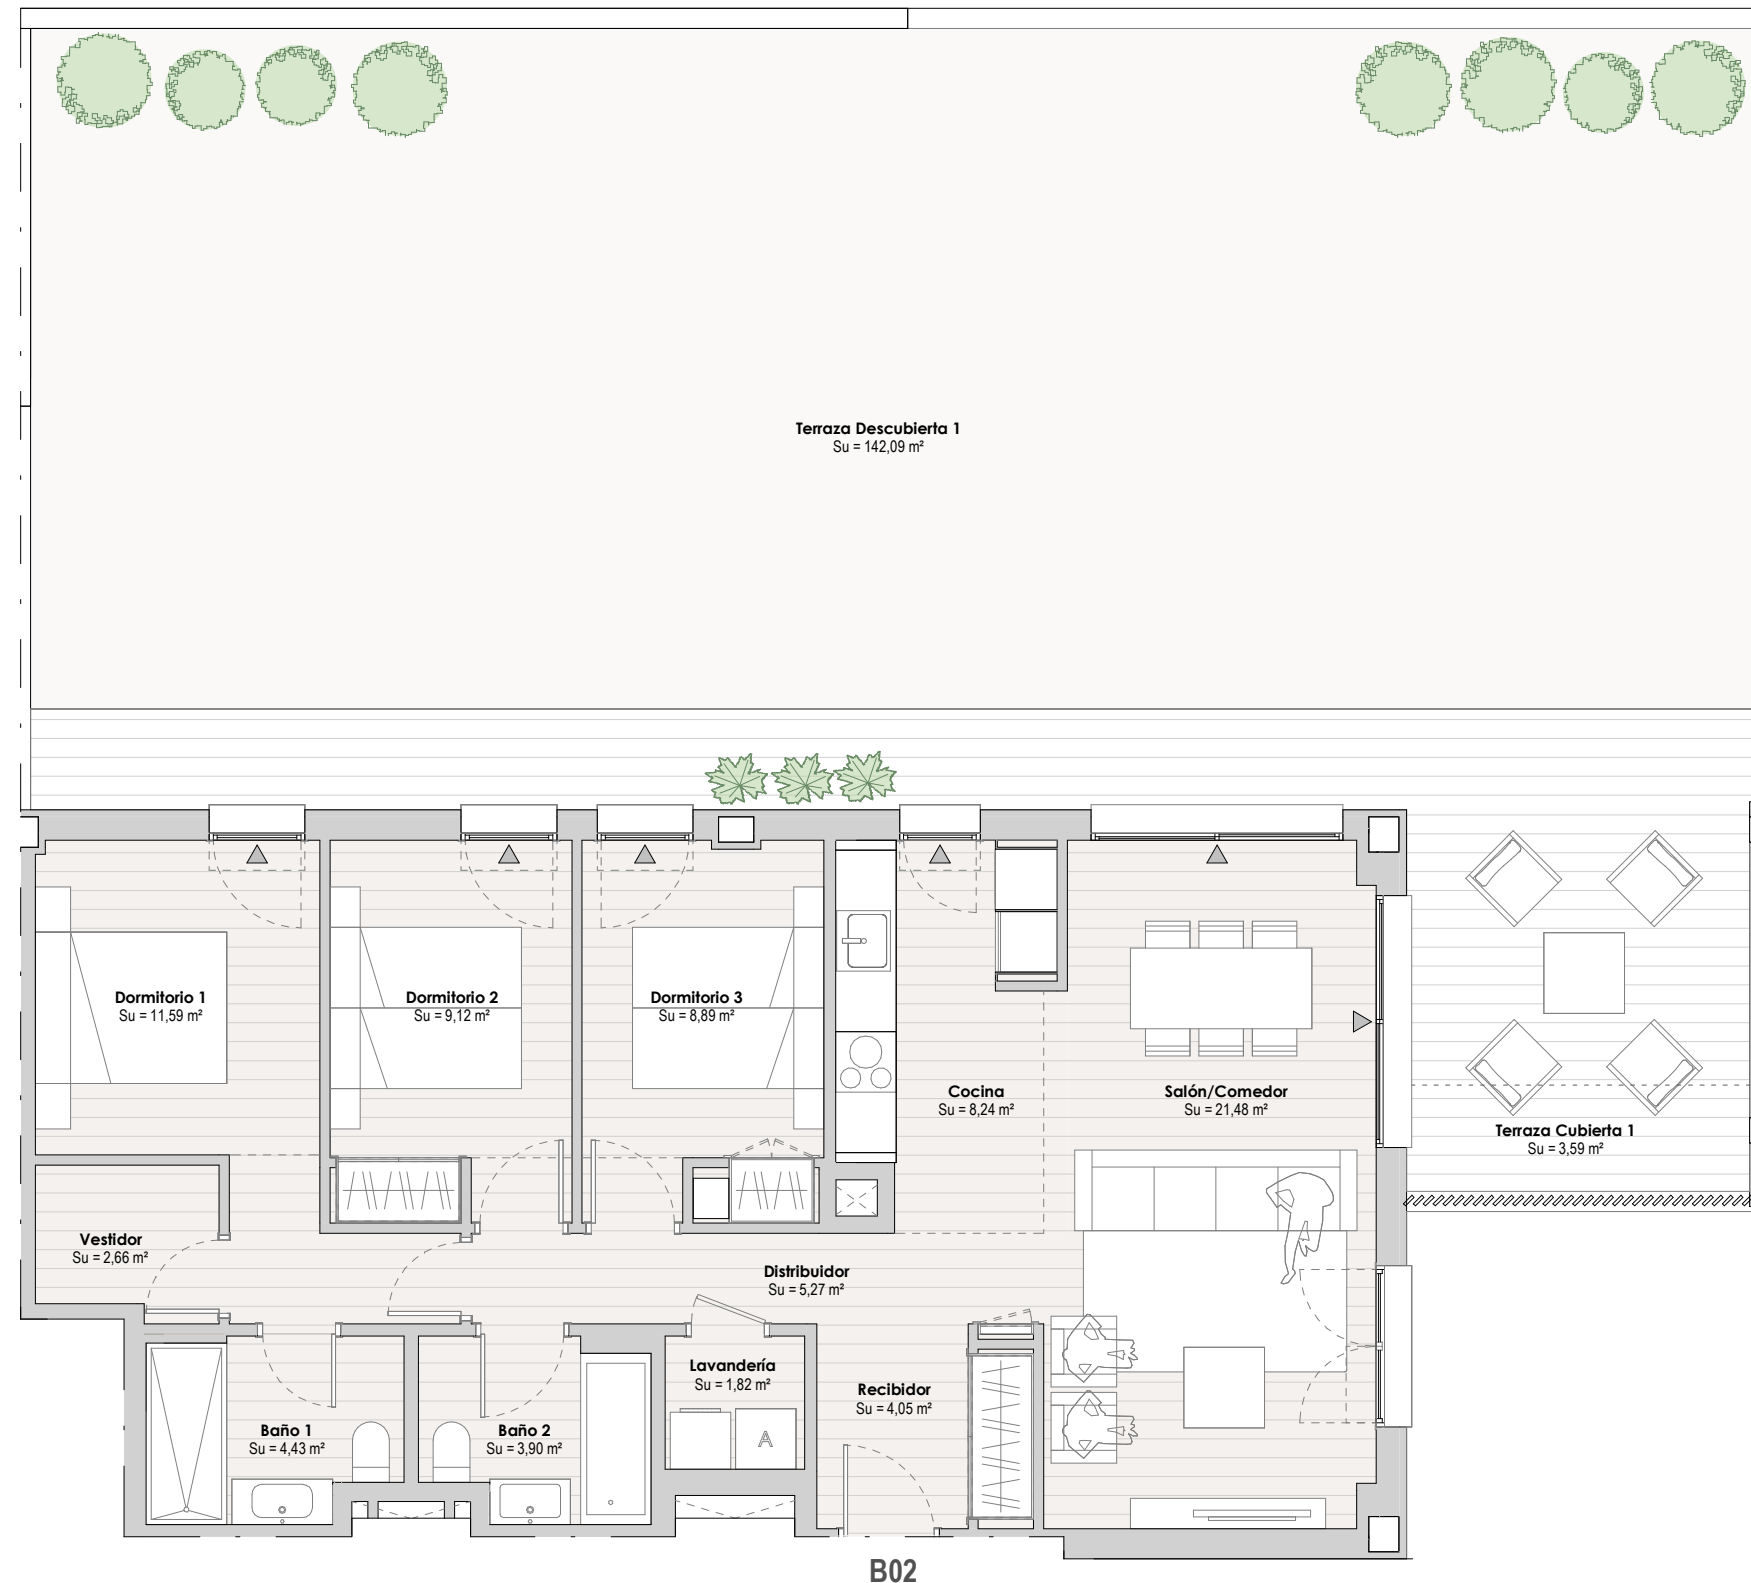 Terraza Descubierta 1
Su = 142,09 m²
Dormitorio 1
Su = 11,59 m²
Dormitorio 2
Su = 9,12 m²
Dormitorio 3
Su = 8,89 m²
Cocina
Su = 8,24 m²
Salón/Comedor
Su = 21,48 m²
Terraza Cubierta 1
Su = 3,59 m²
Vestidor
Su = 2,66 m²
Distribuidor
Su = 5,27 m²
Lavandería
Su = 1,82 m²
Recibidor
Su = 4,05 m²
Baño 1
Su = 4,43 m²
Baño 2
Su = 3,90 m²
A
B02